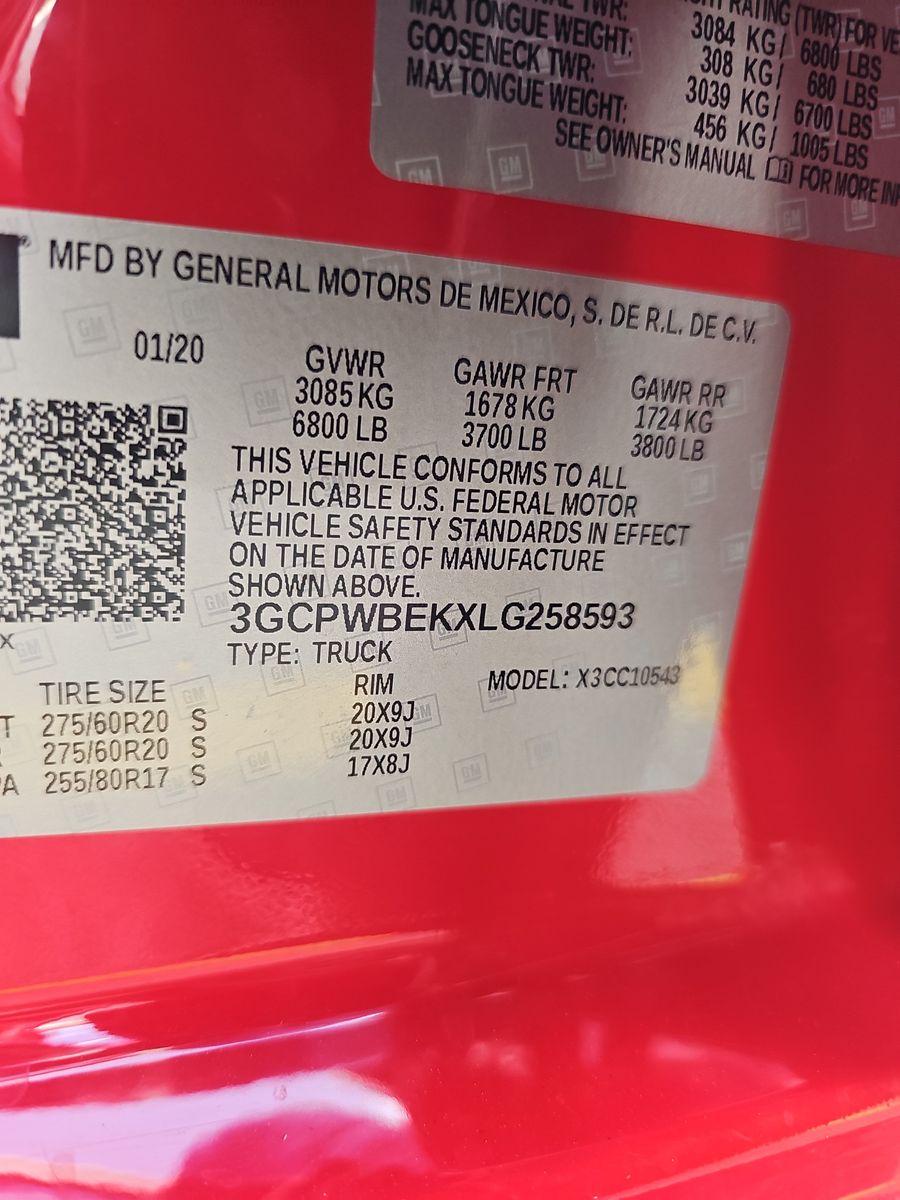 MAX TONGUE WEIGHT: 308 KG/ 680 LBS
GOOSENECK TWR: 3039 KG/ 6700 LBS
MAX TONGUE WEIGHT: 456 KG/ 1005 LBS
SEE OWNER'S MANUAL FOR MORE
MFD BY GENERAL MOTORS DE MEXICO, S. DE R.L. DE C.V.
01/20
GVWR GAWR FRT GAWR RR
3085 KG 1678 KG 1724 KG
6800 LB 3700 LB 3800 LB
THIS VEHICLE CONFORMS TO ALL
APPLICABLE U.S. FEDERAL MOTOR
VEHICLE SAFETY STANDARDS IN EFFECT
ON THE DATE OF MANUFACTURE
SHOWN ABOVE.
3GCPWBEKXLG258593
TYPE: TRUCK
MODEL: X3CC10543
TIRE SIZE RIM
275/60R20 S 20X9J
275/60R20 S 20X9J
255/80R17 S 17X8J